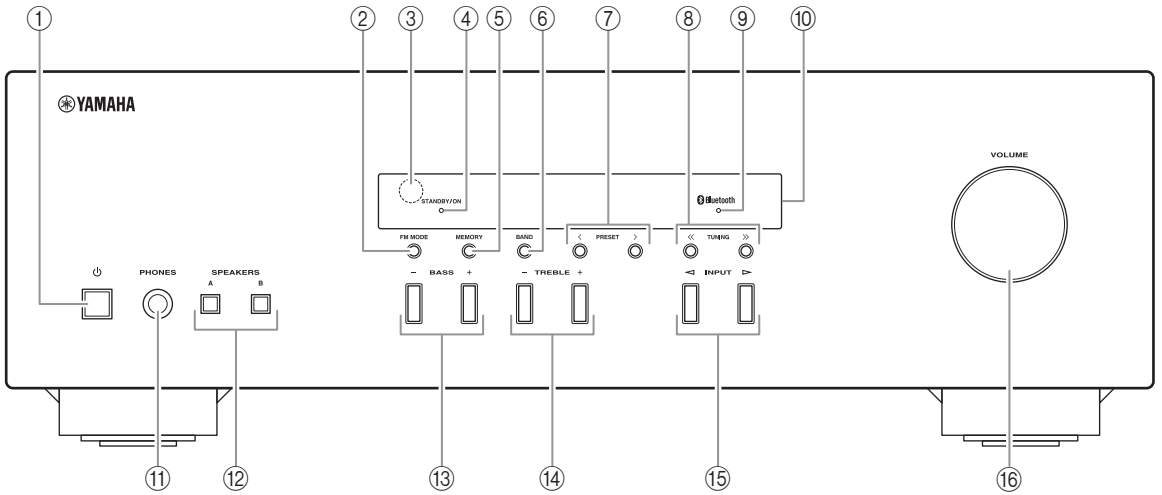 ① ② ③ ④ ⑤ ⑥ ⑦ ⑧ ⑨ ⑩
YAMAHA
VOLUME
STANDBY/ON
Bluetooth
FM MODE MEMORY BAND < PRESET > << TUNING >>
PHONES SPEAKERS − BASS + − TREBLE + ◁ INPUT ▷
A B
⑪ ⑫ ⑬ ⑭ ⑮ ⑯